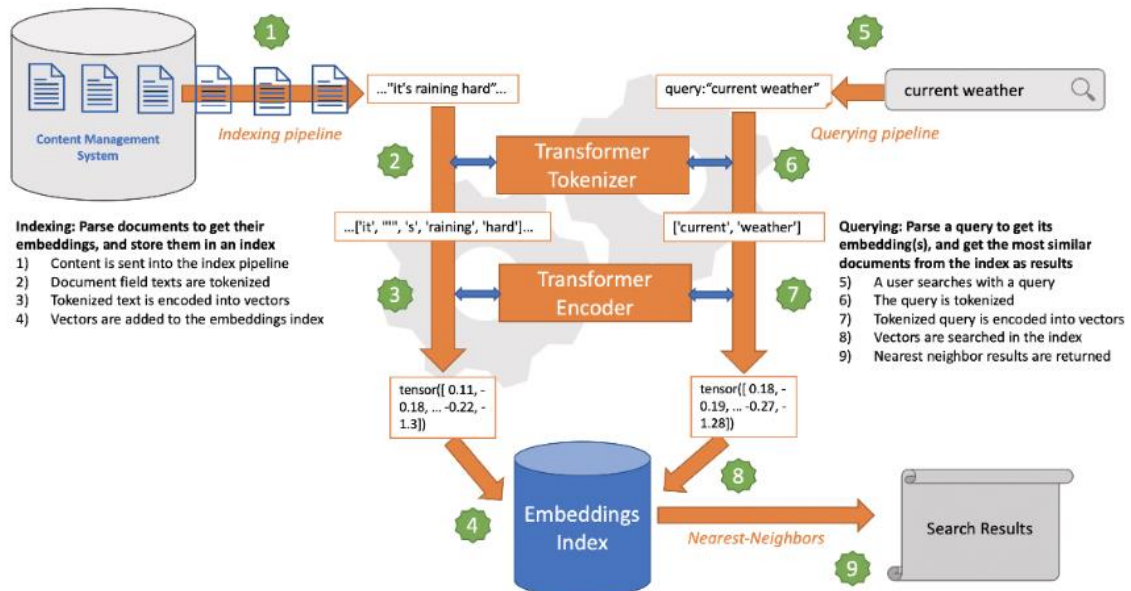 1
5
..."it's raining hard"...
query:"current weather"
current weather
Content Management
System
Indexing pipeline
Querying pipeline
2
Transformer
Tokenizer
6
Indexing: Parse documents to get their
embeddings, and store them in an index
1) Content is sent into the index pipeline
2) Document field texts are tokenized
3) Tokenized text is encoded into vectors
4) Vectors are added to the embeddings index
...['it', "'", 's', 'raining', 'hard']...
['current', 'weather']
Querying: Parse a query to get its
embedding(s), and get the most similar
documents from the index as results
5) A user searches with a query
6) The query is tokenized
7) Tokenized query is encoded into vectors
8) Vectors are searched in the index
9) Nearest neighbor results are returned
3
Transformer
Encoder
7
tensor([ 0.11, -
0.18, ... -0.22, -
1.3])
tensor([ 0.18, -
0.19, ... -0.27, -
1.28])
4
Embeddings
Index
8
Nearest-Neighbors
9
Search Results